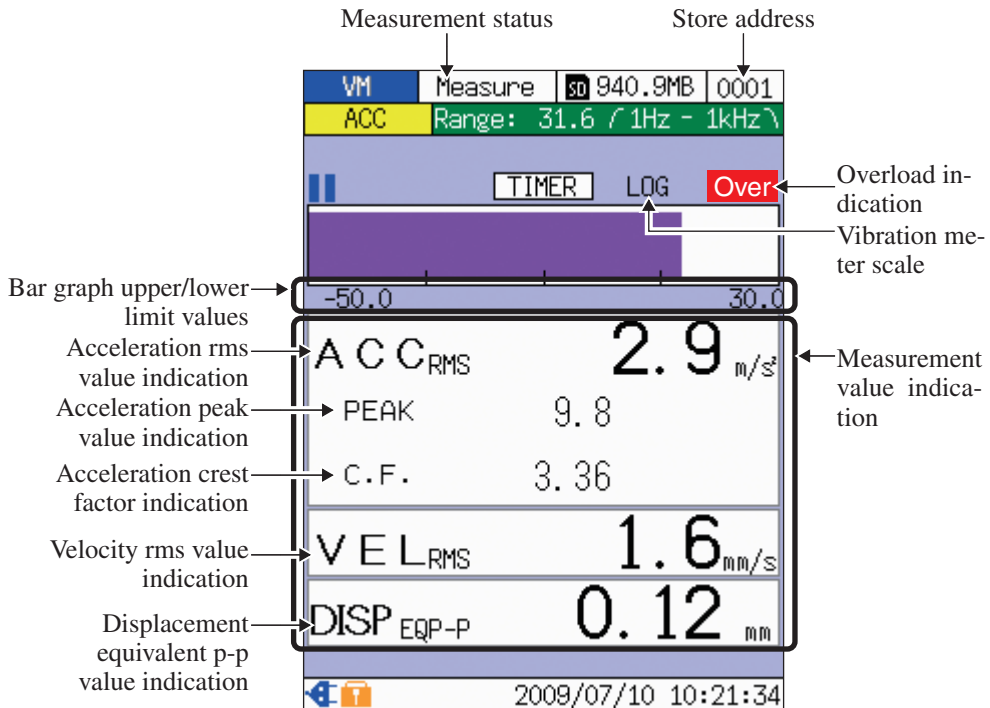 Measurement status
Store address
VM Measure SD 940.9MB 0001
ACC Range: 31.6 / 1Hz - 1kHz \
TIMER LOG Over
Overload in-
dication
Vibration me-
ter scale
Bar graph upper/lower
limit values
-50.0 30.0
Acceleration rms
value indication
ACC RMS 2.9 m/s²
Measurement
value indica-
tion
Acceleration peak
value indication
PEAK 9.8
Acceleration crest
factor indication
C.F. 3.36
Velocity rms value
indication
VEL RMS 1.6 mm/s
Displacement
equivalent p-p
value indication
DISP EQP-P 0.12 mm
2009/07/10 10:21:34